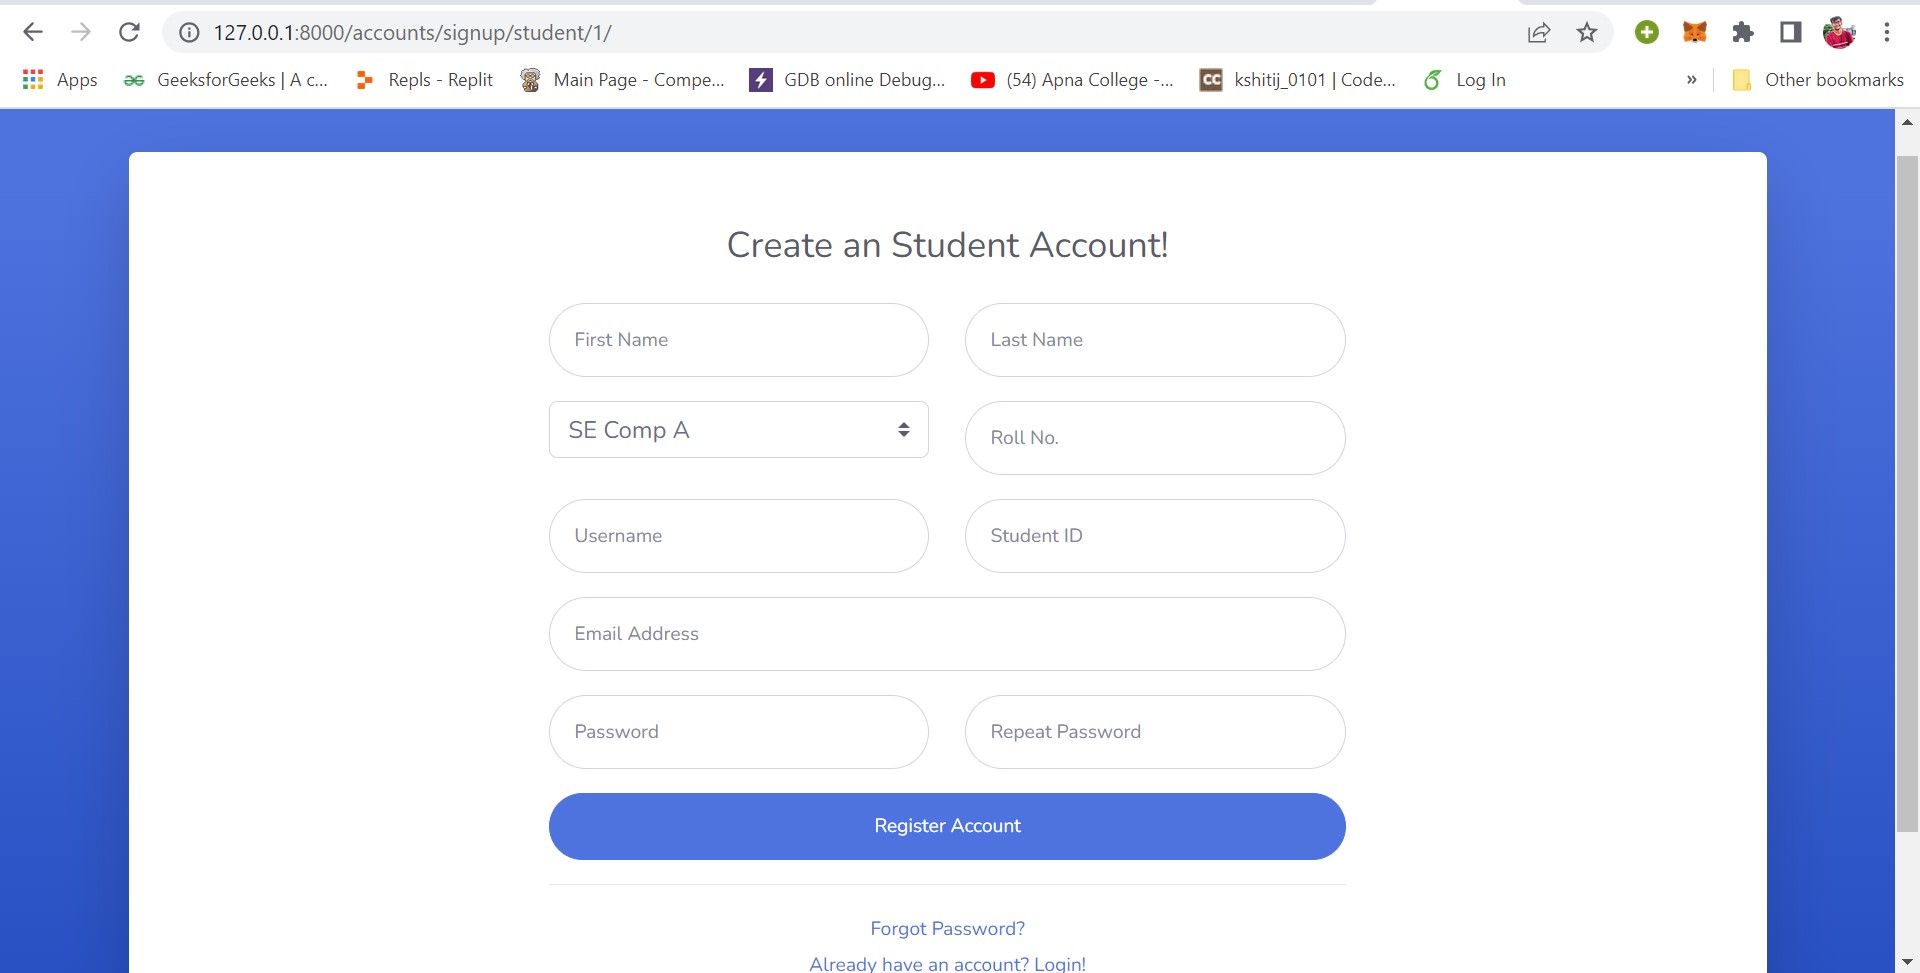 127.0.0.1:8000/accounts/signup/student/1/
Apps GeeksforGeeks | A c... Repls - Replit Main Page - Compe... GDB online Debug... (54) Apna College -... CC kshitij_0101 | Code... Log In » Other bookmarks
Create an Student Account!
First Name Last Name
SE Comp A Roll No.
Username Student ID
Email Address
Password Repeat Password
Register Account
Forgot Password?
Already have an account? Login!